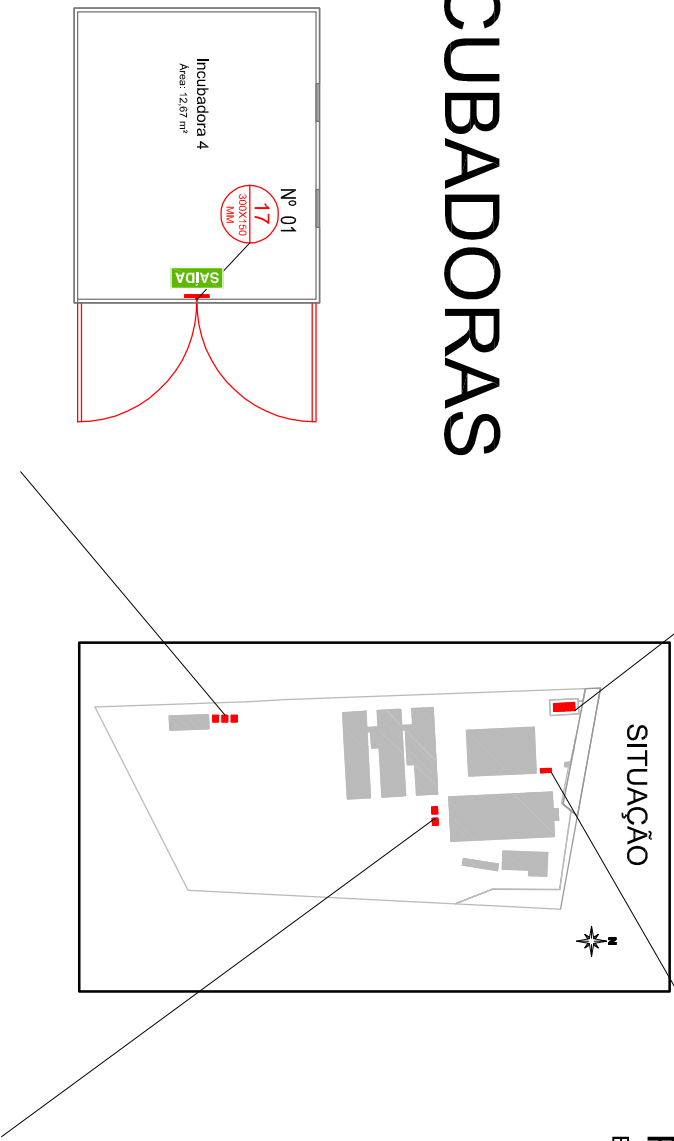 CUBADORAS
Incubadora 4
Área: 12,67 m²
Nº 01
17
300X150
MM
SAÍDA
SITUAÇÃO
N